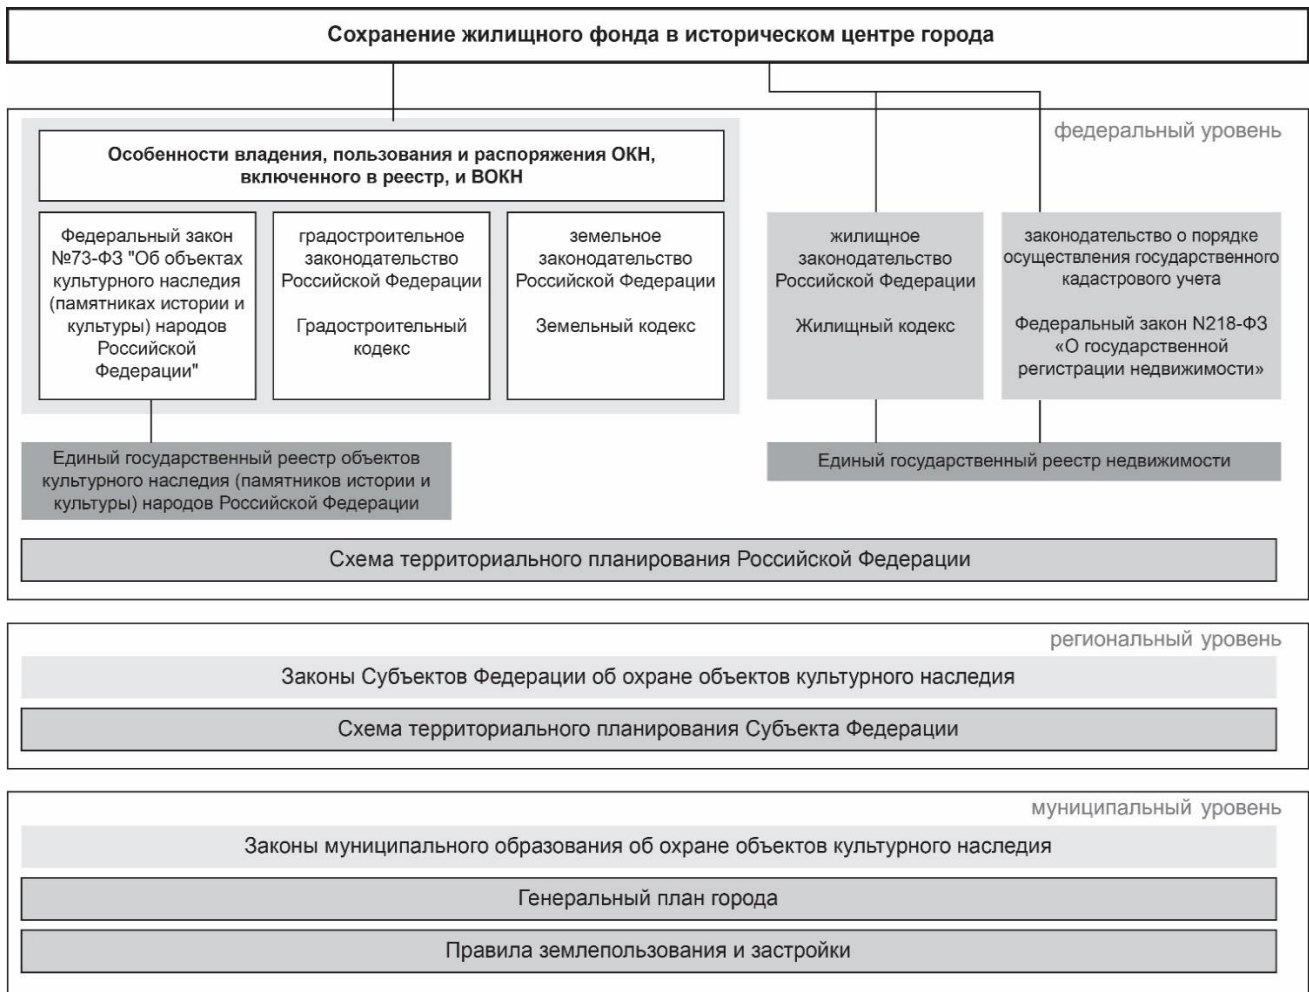 Сохранение жилищного фонда в историческом центре города
федеральный уровень
Особенности владения, пользования и распоряжения ОКН,
включенного в реестр, и ВОКН
Федеральный закон
№73-ФЗ "Об объектах
культурного наследия
(памятниках истории и
культуры) народов
Российской
Федерации"
градостроительное
законодательство
Российской Федерации
Градостроительный
кодекс
земельное
законодательство
Российской Федерации
Земельный кодекс
жилищное
законодательство
Российской Федерации
Жилищный кодекс
законодательство о порядке
осуществления государственного
кадастрового учета
Федеральный закон N218-ФЗ
«О государственной
регистрации недвижимости»
Единый государственный реестр объектов
культурного наследия (памятников истории и
культуры) народов Российской Федерации
Единый государственный реестр недвижимости
Схема территориального планирования Российской Федерации
региональный уровень
Законы Субъектов Федерации об охране объектов культурного наследия
Схема территориального планирования Субъекта Федерации
муниципальный уровень
Законы муниципального образования об охране объектов культурного наследия
Генеральный план города
Правила землепользования и застройки